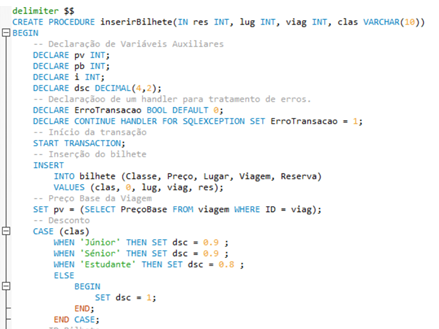 delimiter $$
CREATE PROCEDURE inserirBilhete(IN res INT, lug INT, viag INT, clas VARCHAR(10))
BEGIN
-- Declaração de Variáveis Auxiliares
DECLARE pv INT;
DECLARE pb INT;
DECLARE i INT;
DECLARE dsc DECIMAL(4,2);
-- Declaraçãoo de um handler para tratamento de erros.
DECLARE ErroTransacao BOOL DEFAULT 0;
DECLARE CONTINUE HANDLER FOR SQLEXCEPTION SET ErroTransacao = 1;
-- Início da transação
START TRANSACTION;
-- Inserção do bilhete
INSERT
INTO bilhete (Classe, Preço, Lugar, Viagem, Reserva)
VALUES (clas, 0, lug, viag, res);
-- Preço Base da Viagem
SET pv = (SELECT PreçoBase FROM viagem WHERE ID = viag);
-- Desconto
CASE (clas)
WHEN 'Júnior' THEN SET dsc = 0.9 ;
WHEN 'Sénior' THEN SET dsc = 0.9 ;
WHEN 'Estudante' THEN SET dsc = 0.8 ;
ELSE
BEGIN
SET dsc = 1;
END;
END CASE;